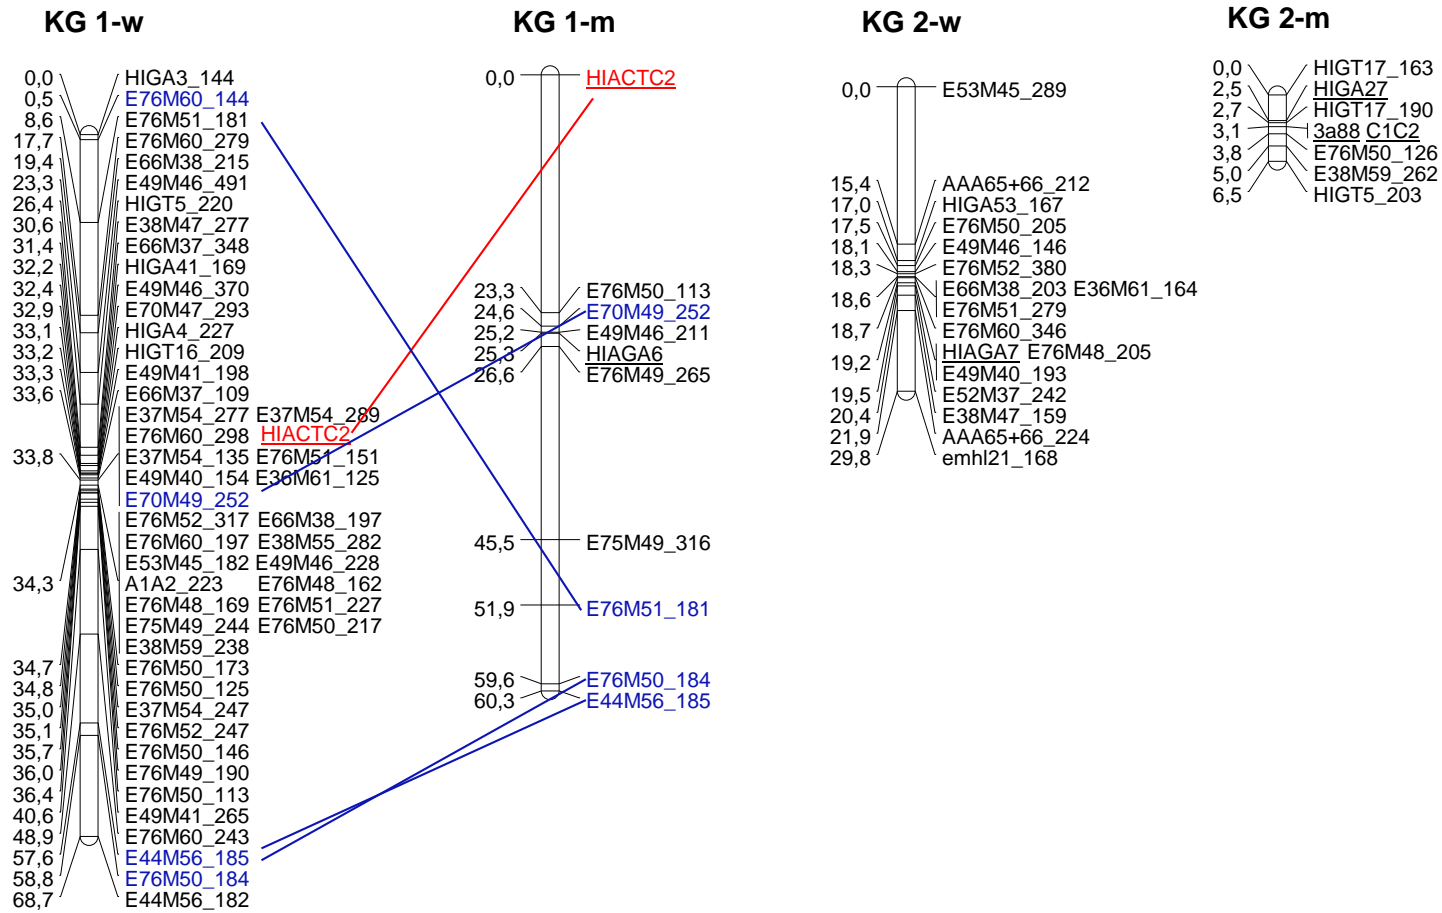 KG 1-w
0,0 HIGA3_144
0,5 E76M60_144
8,6 E76M51_181
17,7 E76M60_279
19,4 E66M38_215
23,3 E49M46_491
26,4 HIGT5_220
30,6 E38M47_277
31,4 E66M37_348
32,2 HIGA41_169
32,4 E49M46_370
32,9 E70M47_293
33,1 HIGA4_227
33,2 HIGT16_209
33,3 E49M41_198
33,6 E66M37_109
E37M54_277 E37M54_289
E76M60_298 HIACTC2
33,8 E37M54_135 E76M51_151
E49M40_154 E36M61_125
E70M49_252
E76M52_317 E66M38_197
E76M60_197 E38M55_282
E53M45_182 E49M46_228
34,3 A1A2_223 E76M48_162
E76M48_169 E76M51_227
E75M49_244 E76M50_217
E38M59_238
34,7 E76M50_173
34,8 E76M50_125
35,0 E37M54_247
35,1 E76M52_247
35,7 E76M50_146
36,0 E76M49_190
36,4 E76M50_113
40,6 E49M41_265
48,9 E76M60_243
57,6 E44M56_185
58,8 E76M50_184
68,7 E44M56_182
KG 1-m
0,0 HIACTC2
23,3 E76M50_113
24,6 E70M49_252
25,2 E49M46_211
25,3 HIAGA6
26,6 E76M49_265
45,5 E75M49_316
51,9 E76M51_181
59,6 E76M50_184
60,3 E44M56_185
KG 2-w
0,0 E53M45_289
15,4 AAA65+66_212
17,0 HIGA53_167
17,5 E76M50_205
18,1 E49M46_146
18,3 E76M52_380
E66M38_203 E36M61_164
18,6 E76M51_279
18,7 E76M60_346
HIAGA7 E76M48_205
19,2 E49M40_193
19,5 E52M37_242
20,4 E38M47_159
21,9 AAA65+66_224
29,8 emhl21_168
KG 2-m
0,0 HIGT17_163
2,5 HIGA27
2,7 HIGT17_190
3,1 3a88 C1C2
3,8 E76M50_126
5,0 E38M59_262
6,5 HIGT5_203